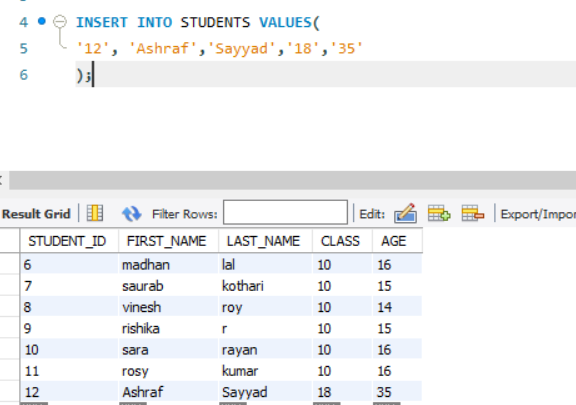 4 INSERT INTO STUDENTS VALUES(
5 '12', 'Ashraf','Sayyad','18','35'
6 );
Result Grid Filter Rows: Edit: Export/Impor
STUDENT_ID FIRST_NAME LAST_NAME CLASS AGE
6 madhan lal 10 16
7 saurab kothari 10 15
8 vinesh roy 10 14
9 rishika r 10 15
10 sara rayan 10 16
11 rosy kumar 10 16
12 Ashraf Sayyad 18 35